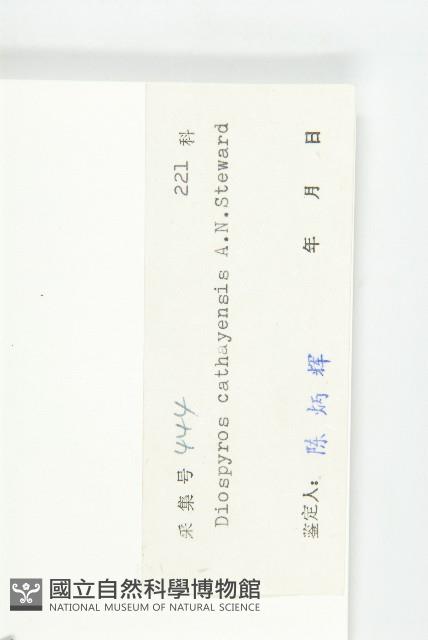 采集号 444 221 科
Diospyros cathayensis A.N.Steward
鉴定人: 陈炳辉 年 月 日
國立自然科學博物館
NATIONAL MUSEUM OF NATURAL SCIENCE